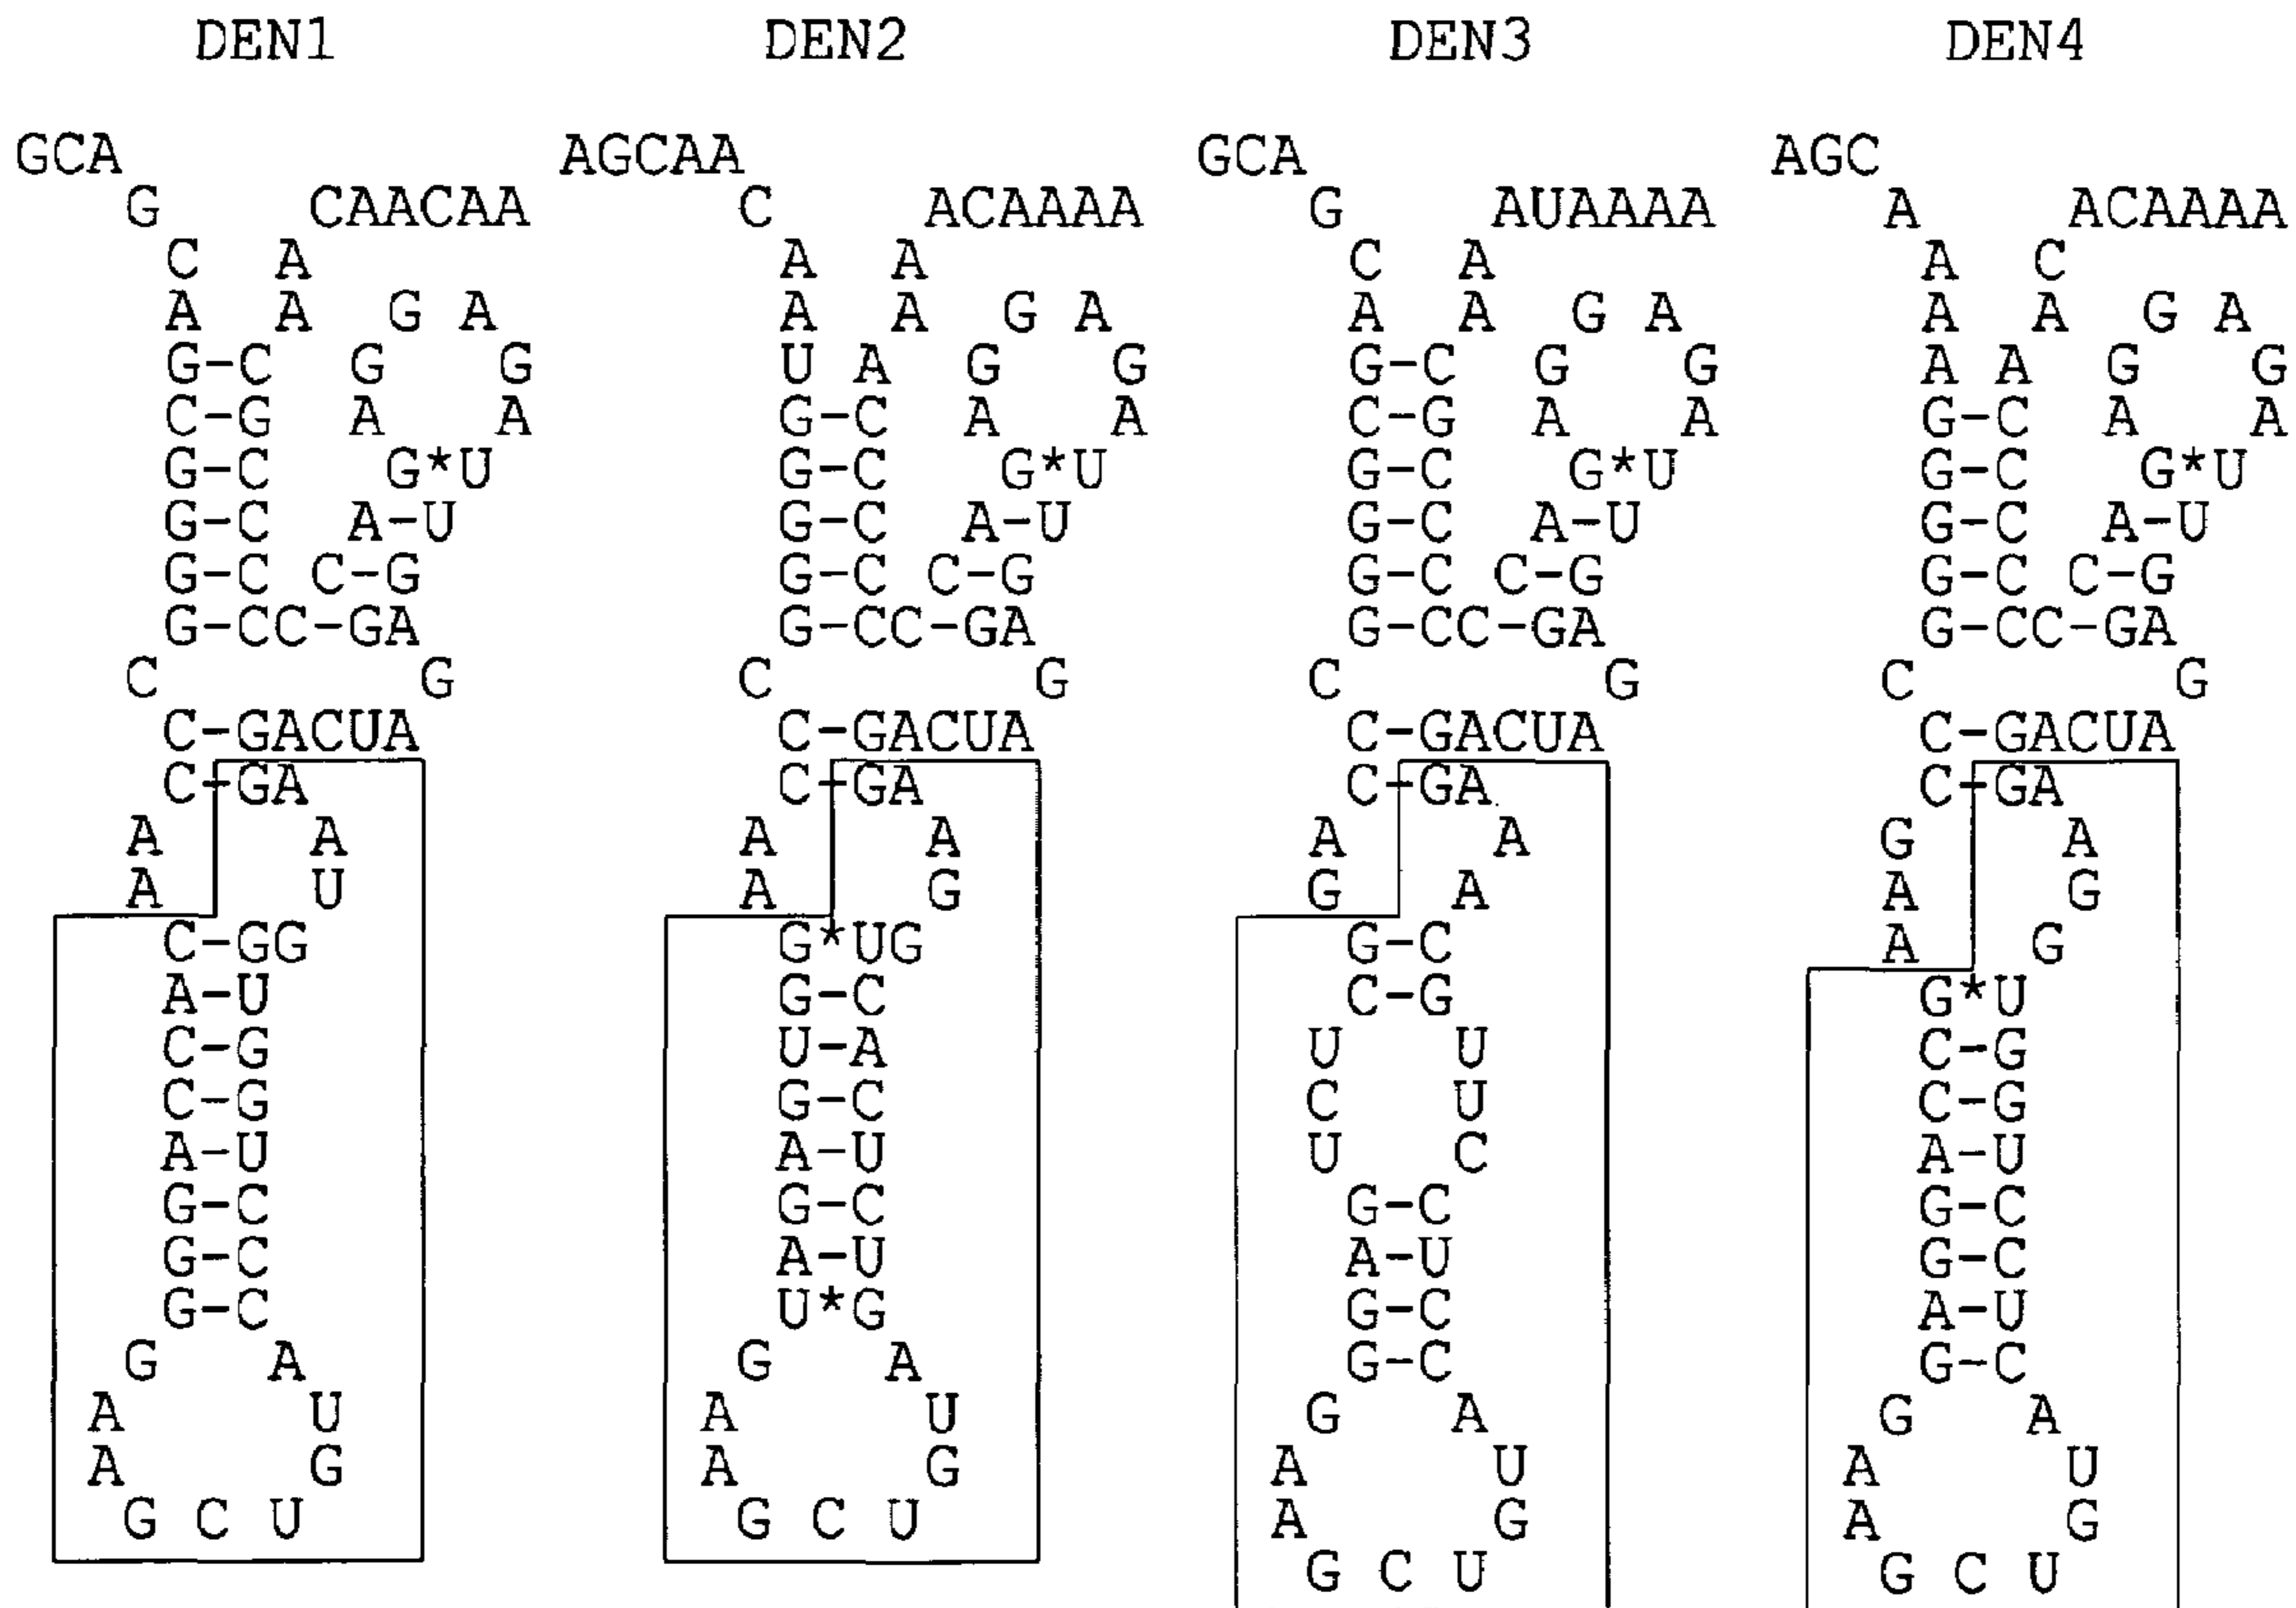 DEN1 DEN2 DEN3 DEN4
GCA AGCAA GCA AGC
G CAACAA C ACAAAA G AUAAAA A ACAAAA
C A A A C A A C
A A G A A A G A A A G A A A G A
G-C G G U A G G G-C G G A A G G
C-G A A G-C A A C-G A A G-C A A
G-C G*U G-C G*U G-C G*U G-C G*U
G-C A-U G-C A-U G-C A-U G-C A-U
G-C C-G G-C C-G G-C C-G G-C C-G
G-CC-GA G-CC-GA G-CC-GA G-CC-GA
C G C G C G C G
C-GACUA C-GACUA C-GACUA C-GACUA
C-GA C-GA C-GA C-GA
A A A A A A G A
A U A G G A A G
C-GG G*UG G-C A G
A-U G-C C-G G*U
C-G U-A U U C-G
C-G G-C C U C-G
A-U A-U U C A-U
G-C G-C G-C G-C
G-C A-U A-U G-C
G-C U*G G-C A-U
G A G A G-C G-C
A U A U G A G A
A G A G A U A U
G C U G C U A G A G
G C U G C U